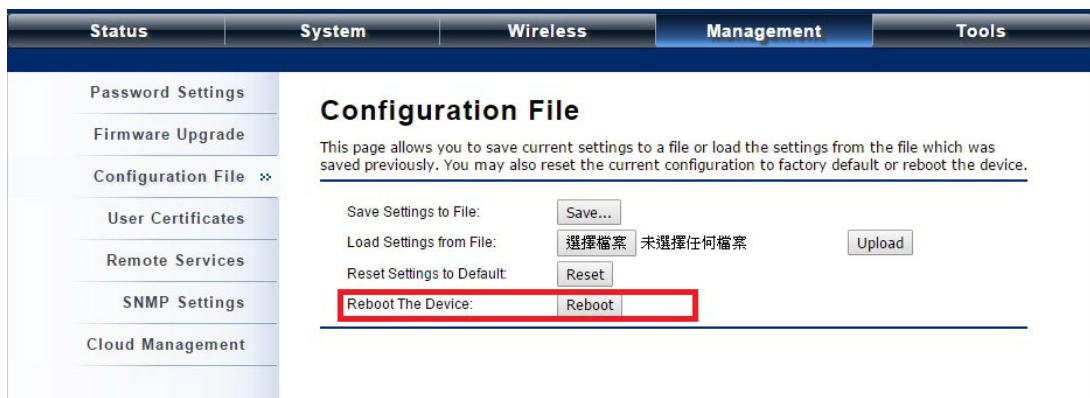 Status System Wireless Management Tools
Password Settings
Firmware Upgrade
Configuration File »
User Certificates
Remote Services
SNMP Settings
Cloud Management
Configuration File
This page allows you to save current settings to a file or load the settings from the file which was
saved previously. You may also reset the current configuration to factory default or reboot the device.
Save Settings to File: Save...
Load Settings from File: 選擇檔案 未選擇任何檔案 Upload
Reset Settings to Default: Reset
Reboot The Device: Reboot